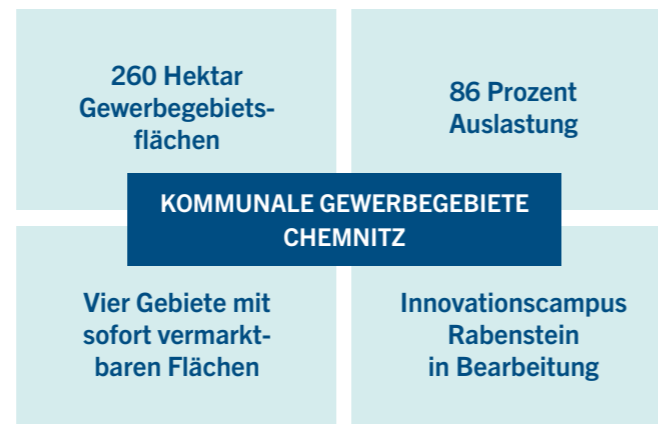 260 Hektar
Gewerbegebiets-
flächen
86 Prozent
Auslastung
KOMMUNALE GEWERBEGEBIETE
CHEMNITZ
Vier Gebiete mit
sofort vermarkt-
baren Flächen
Innovationscampus
Rabenstein
in Bearbeitung